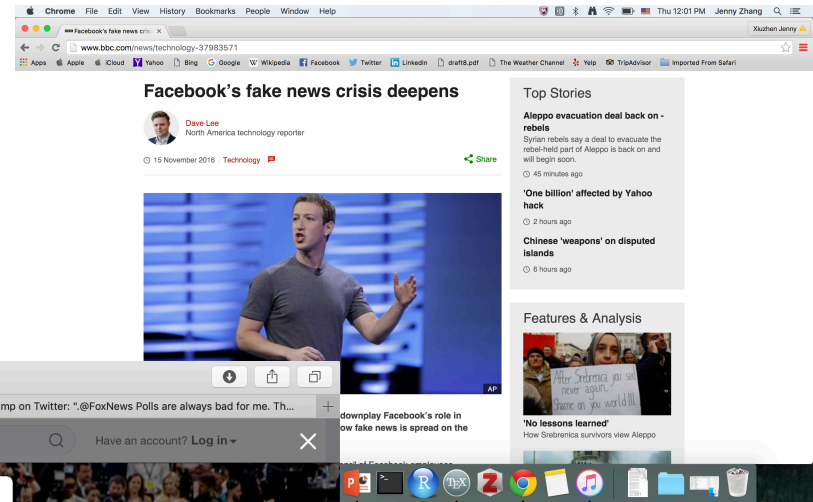 Chrome File Edit View History Bookmarks People Window Help Thu 12:01 PM Jenny Zhang
Facebook's fake news crisi
Xiuzhen Jenny
www.bbc.com/news/technology-37983571
Apps Apple iCloud Yahoo Bing Google Wikipedia Facebook Twitter LinkedIn draft8.pdf The Weather Channel Yelp TripAdvisor Imported From Safari
Facebook's fake news crisis deepens
Dave Lee
North America technology reporter
15 November 2016 Technology
Share
AP
downplay Facebook's role in
ow fake news is spread on the
of Facebook employees
Top Stories
Aleppo evacuation deal back on -
rebels
Syrian rebels say a deal to evacuate the
rebel-held part of Aleppo is back on and
will begin soon.
45 minutes ago
'One billion' affected by Yahoo
hack
2 hours ago
Chinese 'weapons' on disputed
islands
6 hours ago
Features & Analysis
After Srebrenica you said
never again.
Shame on you world!!!
'No lessons learned'
How Srebrenica survivors view Aleppo
mp on Twitter: ".@FoxNews Polls are always bad for me. Th...
Have an account? Log in
P
R
TEX
Z